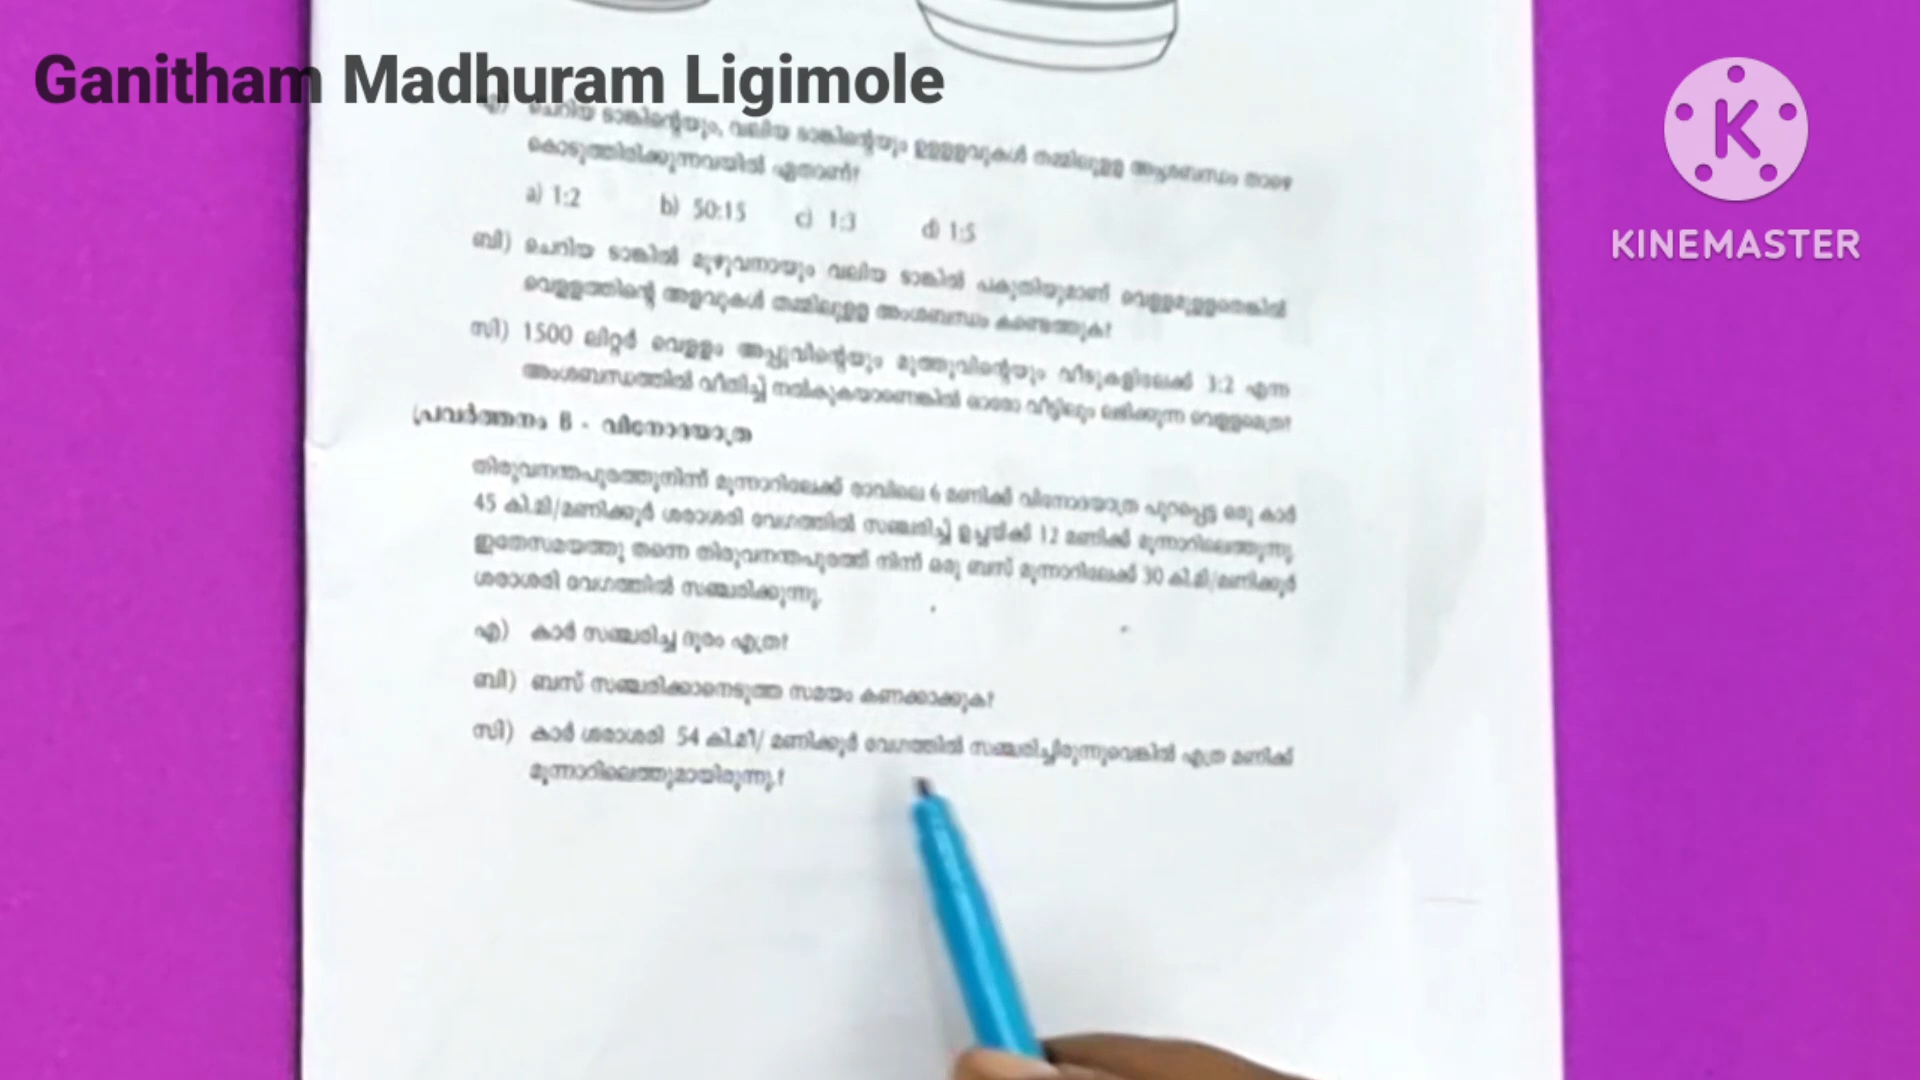 Ganitham Madhuram Ligimole
KINEMASTER
എ) ചെറിയ ടാങ്കിന്റെയും, വലിയ ടാങ്കിന്റെയും ഉള്ളളവുകൾ തമ്മിലുള്ള അംശബന്ധം താഴെ
കൊടുത്തിരിക്കുന്നവയിൽ ഏതാണ്?
a) 1:2 b) 50:15 c) 1:3 d) 1:5
ബി) ചെറിയ ടാങ്കിൽ മുഴുവനായും വലിയ ടാങ്കിൽ പകുതിയുമാണ് വെള്ളമുള്ളതെങ്കിൽ
വെള്ളത്തിന്റെ അളവുകൾ തമ്മിലുള്ള അംശബന്ധം കണ്ടെത്തുക?
സി) 1500 ലിറ്റർ വെള്ളം അപ്പുവിന്റെയും മുത്തുവിന്റെയും വീടുകളിലേക്ക് 3:2 എന്ന
അംശബന്ധത്തിൽ വീതിച്ച് നൽകുകയാണെങ്കിൽ ഓരോ വീട്ടിലും ലഭിക്കുന്ന വെള്ളമെത്ര?
പ്രവർത്തനം 8 - വിനോദയാത്ര
തിരുവനന്തപുരത്തുനിന്ന് മൂന്നാറിലേക്ക് രാവിലെ 6 മണിക്ക് വിനോദയാത്ര പുറപ്പെട്ട ഒരു കാർ
45 കി.മി/മണിക്കൂർ ശരാശരി വേഗത്തിൽ സഞ്ചരിച്ച് ഉച്ചയ്ക്ക് 12 മണിക്ക് മൂന്നാറിലെത്തുന്നു.
ഇതേസമയത്തു തന്നെ തിരുവനന്തപുരത്ത് നിന്ന് ഒരു ബസ് മൂന്നാറിലേക്ക് 30 കി.മി/മണിക്കൂർ
ശരാശരി വേഗത്തിൽ സഞ്ചരിക്കുന്നു.
എ) കാർ സഞ്ചരിച്ച ദൂരം എത്ര?
ബി) ബസ് സഞ്ചരിക്കാനെടുത്ത സമയം കണക്കാക്കുക?
സി) കാർ ശരാശരി 54 കി.മീ/ മണിക്കൂർ വേഗത്തിൽ സഞ്ചരിച്ചിരുന്നുവെങ്കിൽ എത്ര മണിക്ക്
മൂന്നാറിലെത്തുമായിരുന്നു.?